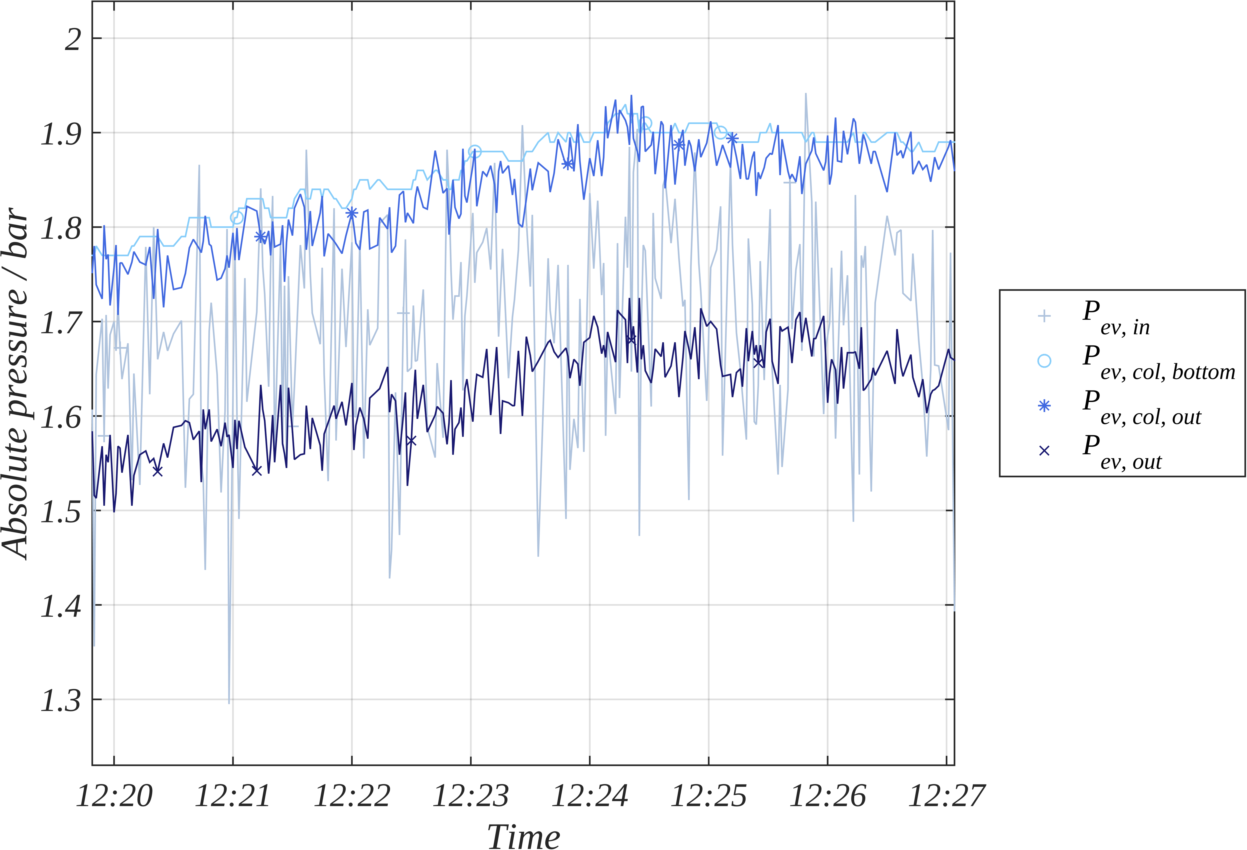 2
1.9
1.8
1.7
1.6
1.5
1.4
1.3
Absolute pressure / bar
12:20 12:21 12:22 12:23 12:24 12:25 12:26 12:27
Time
P ev, in
P ev, col, bottom
P ev, col, out
P ev, out